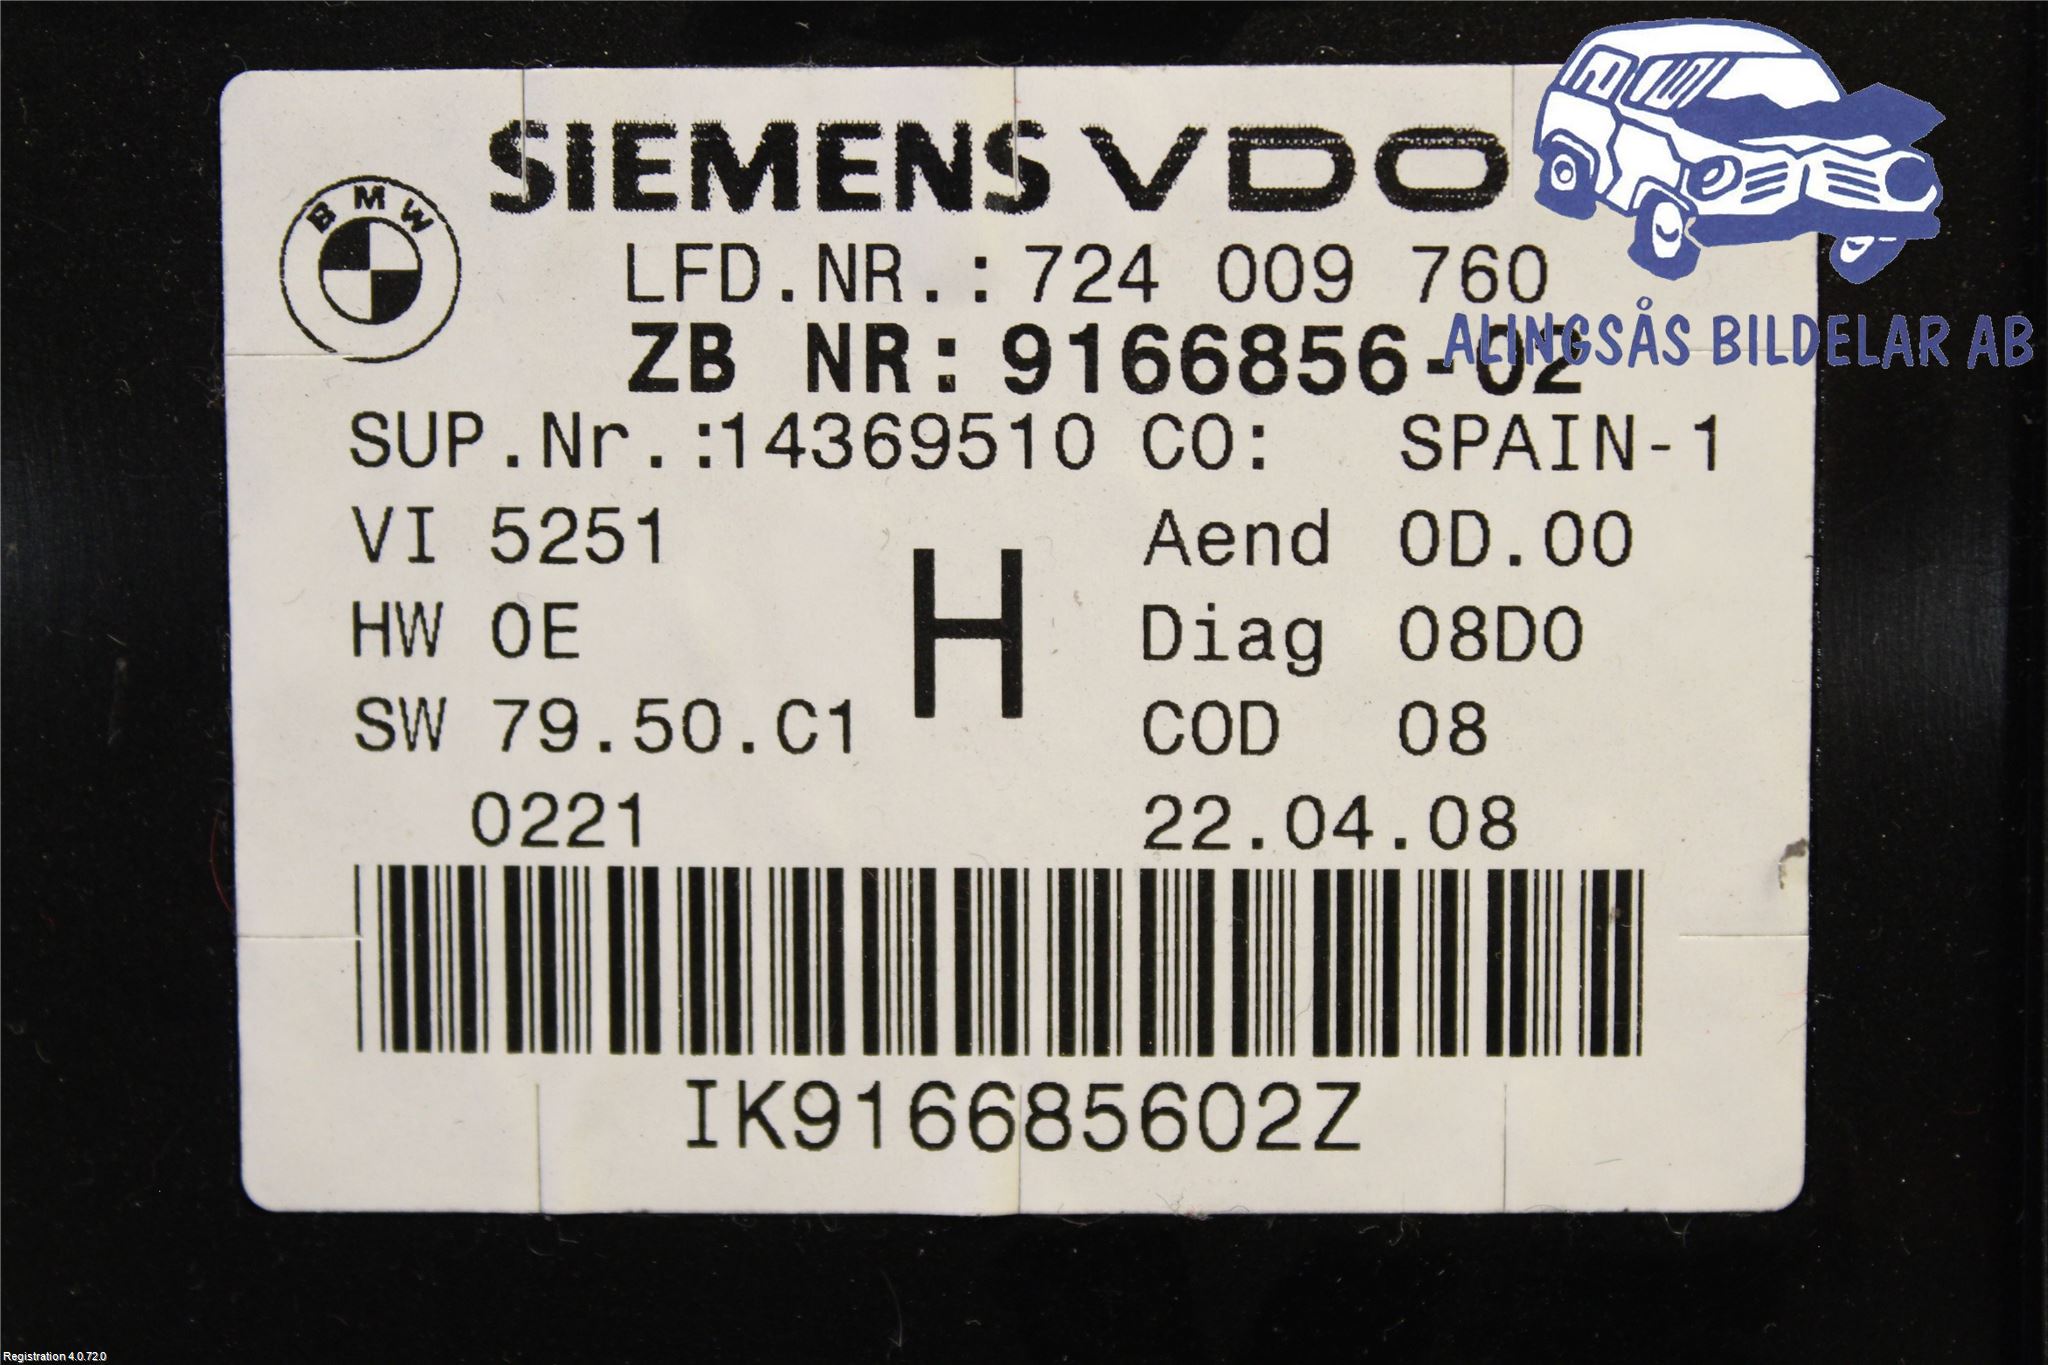 SIEMENS VDO
BMW
LFD.NR.: 724 009 760
ZB NR: 9166856-02
ALINGSÅS BILDELAR AB
SUP.Nr.:14369510 CO: SPAIN-1
VI 5251 Aend 0D.00
H
HW 0E Diag 08D0
SW 79.50.C1 COD 08
0221 22.04.08
IK916685602Z
Registration 4.0.72.0